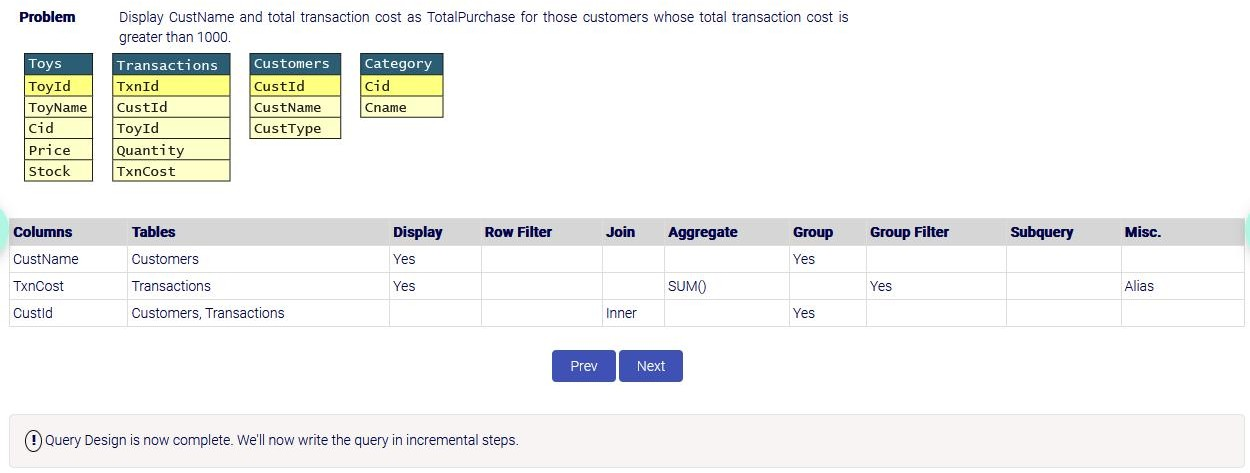 Problem Display CustName and total transaction cost as TotalPurchase for those customers whose total transaction cost is
greater than 1000.
Toys Transactions Customers Category
ToyId TxnId CustId Cid
ToyName CustId CustName Cname
Cid ToyId CustType
Price Quantity
Stock TxnCost
Columns Tables Display Row Filter Join Aggregate Group Group Filter Subquery Misc.
CustName Customers Yes Yes
TxnCost Transactions Yes SUM() Yes Alias
CustId Customers, Transactions Inner Yes
Prev Next
! Query Design is now complete. We'll now write the query in incremental steps.